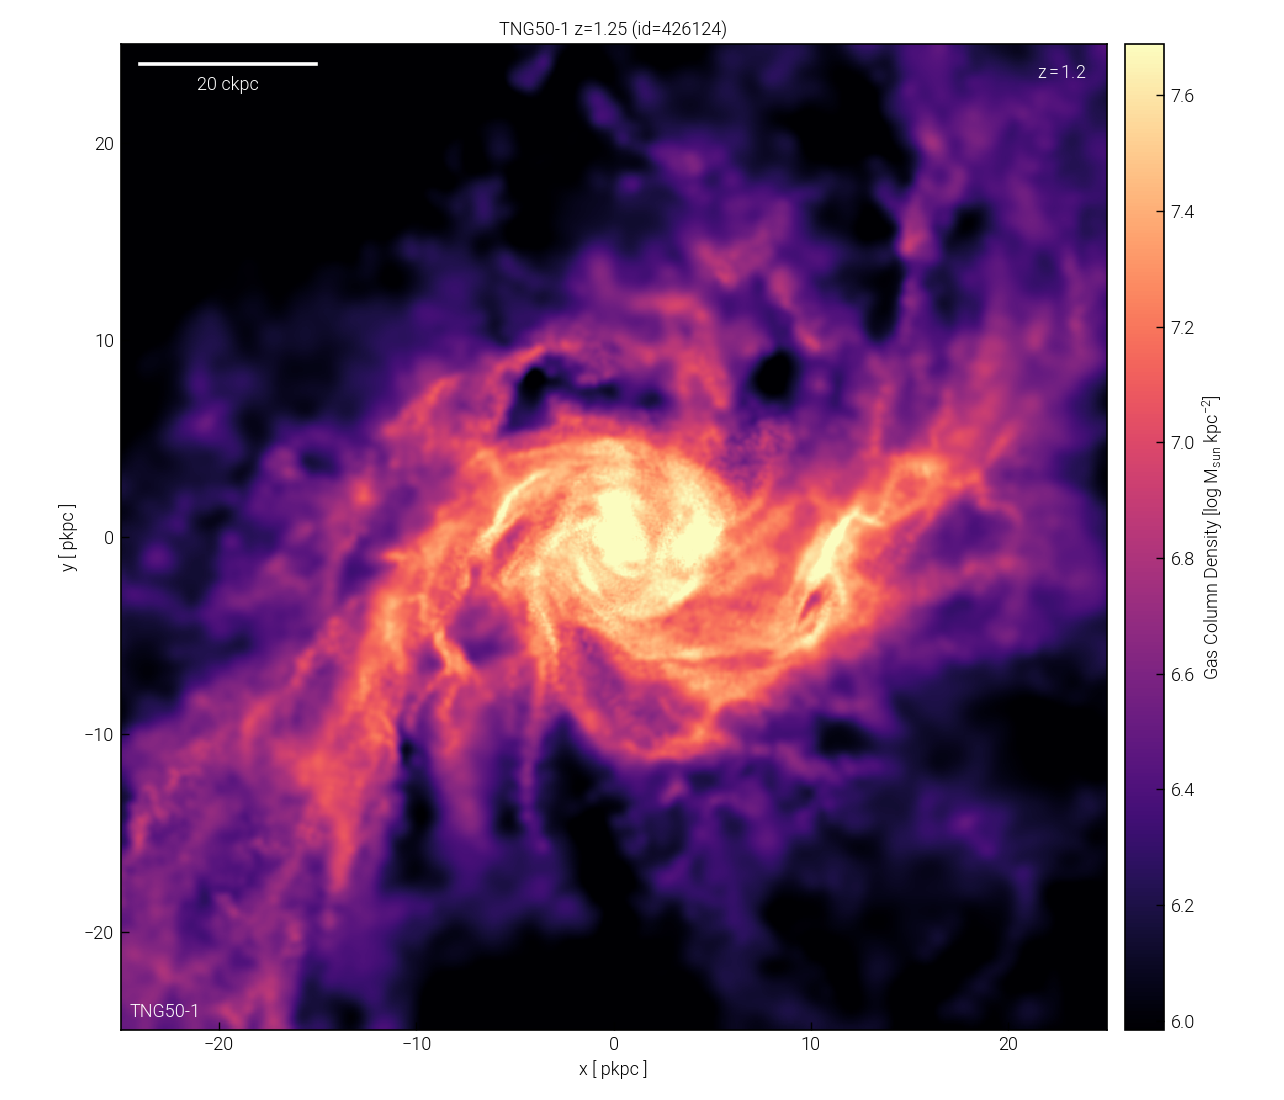 TNG50-1 z=1.25 (id=426124)
20 ckpc
z=1.2
TNG50-1
20
10
0
−10
−20
y [ pkpc ]
−20
−10
0
10
20
x [ pkpc ]
7.6
7.4
7.2
7.0
6.8
6.6
6.4
6.2
6.0
Gas Column Density [log M_sun kpc^−2]